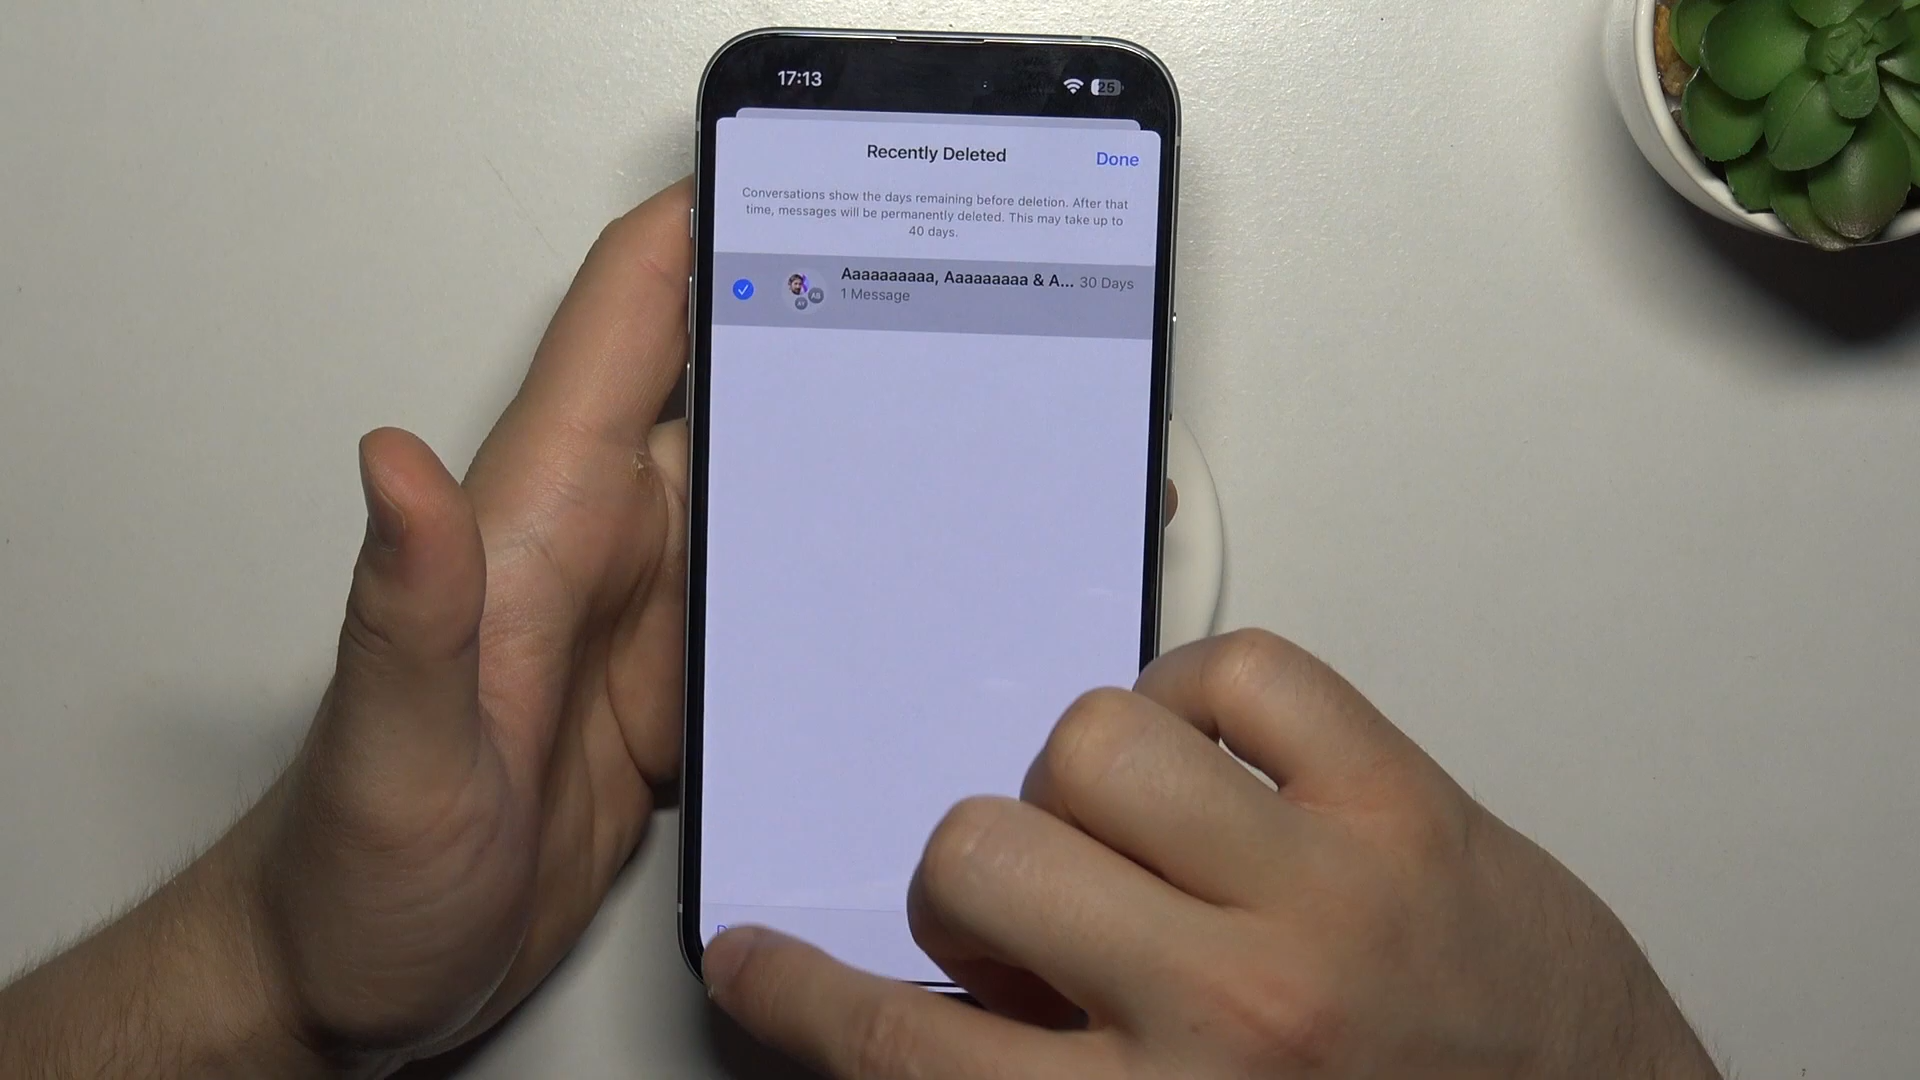 17:13
25
Recently Deleted
Done
Conversations show the days remaining before deletion. After that
time, messages will be permanently deleted. This may take up to
40 days.
Aaaaaaaaaa, Aaaaaaaaa & A... 30 Days
1 Message